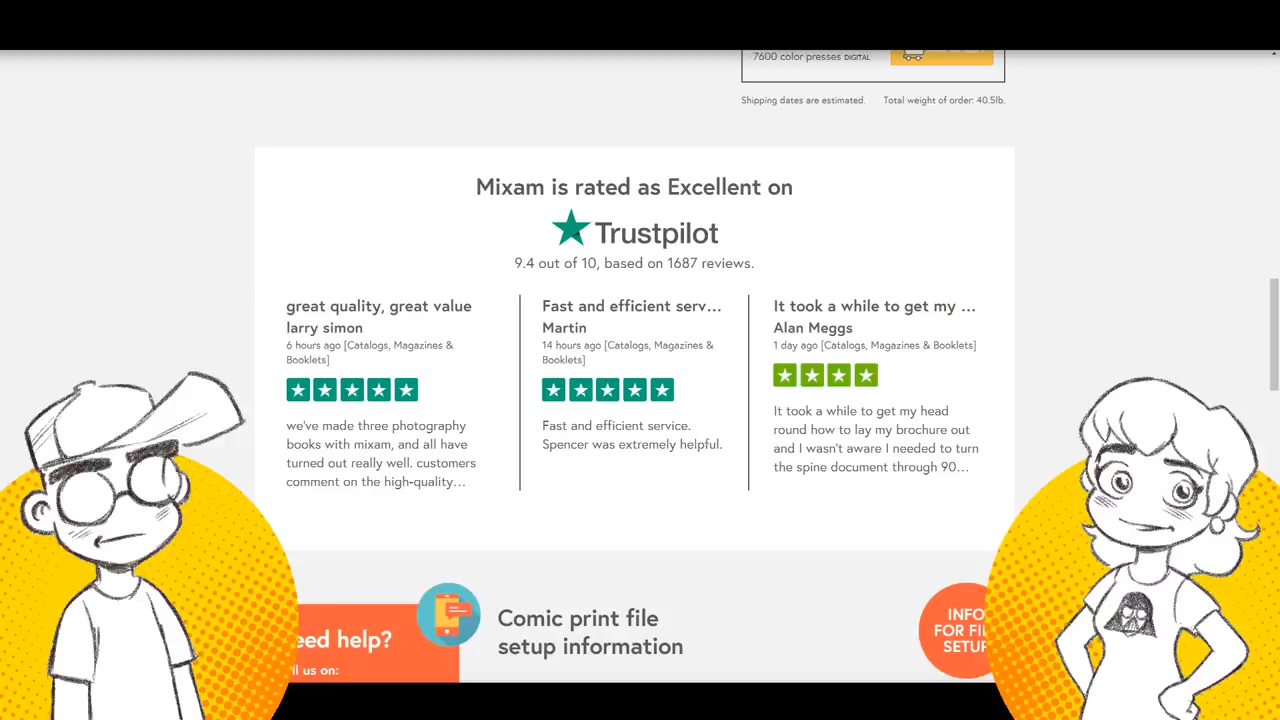 7600 color presses DIGITAL
Shipping dates are estimated. Total weight of order: 40.5lb.
Mixam is rated as Excellent on
Trustpilot
9.4 out of 10, based on 1687 reviews.
great quality, great value
larry simon
6 hours ago [Catalogs, Magazines &
Booklets]
we've made three photography
books with mixam, and all have
turned out really well. customers
comment on the high-quality…
Fast and efficient serv…
Martin
14 hours ago [Catalogs, Magazines &
Booklets]
Fast and efficient service.
Spencer was extremely helpful.
It took a while to get my …
Alan Meggs
1 day ago [Catalogs, Magazines & Booklets]
It took a while to get my head
round how to lay my brochure out
and I wasn't aware I needed to turn
the spine document through 90…
eed help?
ll us on:
Comic print file
setup information
INFO
FOR FI
SETUP